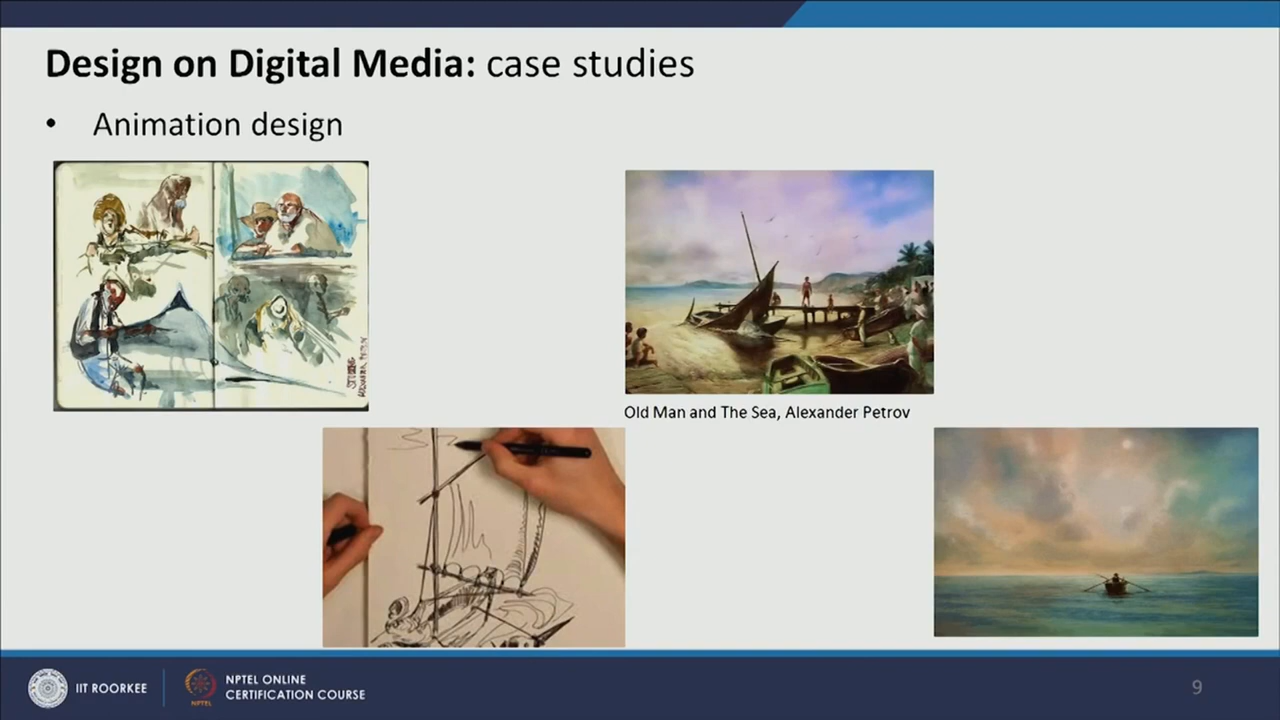 Design on Digital Media: case studies
• Animation design
Old Man and The Sea, Alexander Petrov
IIT ROORKEE
NPTEL ONLINE
CERTIFICATION COURSE
NPTEL
9